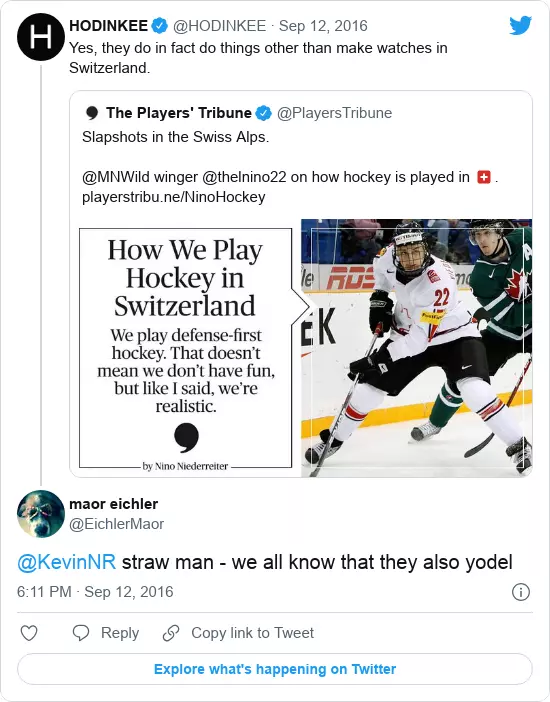 HODINKEE @HODINKEE · Sep 12, 2016
Yes, they do in fact do things other than make watches in
Switzerland.
H
The Players' Tribune @PlayersTribune
Slapshots in the Swiss Alps.
@MNWild winger @thelnino22 on how hockey is played in 🇨🇭 .
playerstribu.ne/NinoHockey
How We Play
Hockey in
Switzerland
We play defense-first
hockey. That doesn't
mean we don't have fun,
but like I said, we're
realistic.
by Nino Niederreiter
RDS
22
EK
maor eichler
@EichlerMaor
@KevinNR straw man - we all know that they also yodel
6:11 PM · Sep 12, 2016
Reply
Copy link to Tweet
Explore what's happening on Twitter